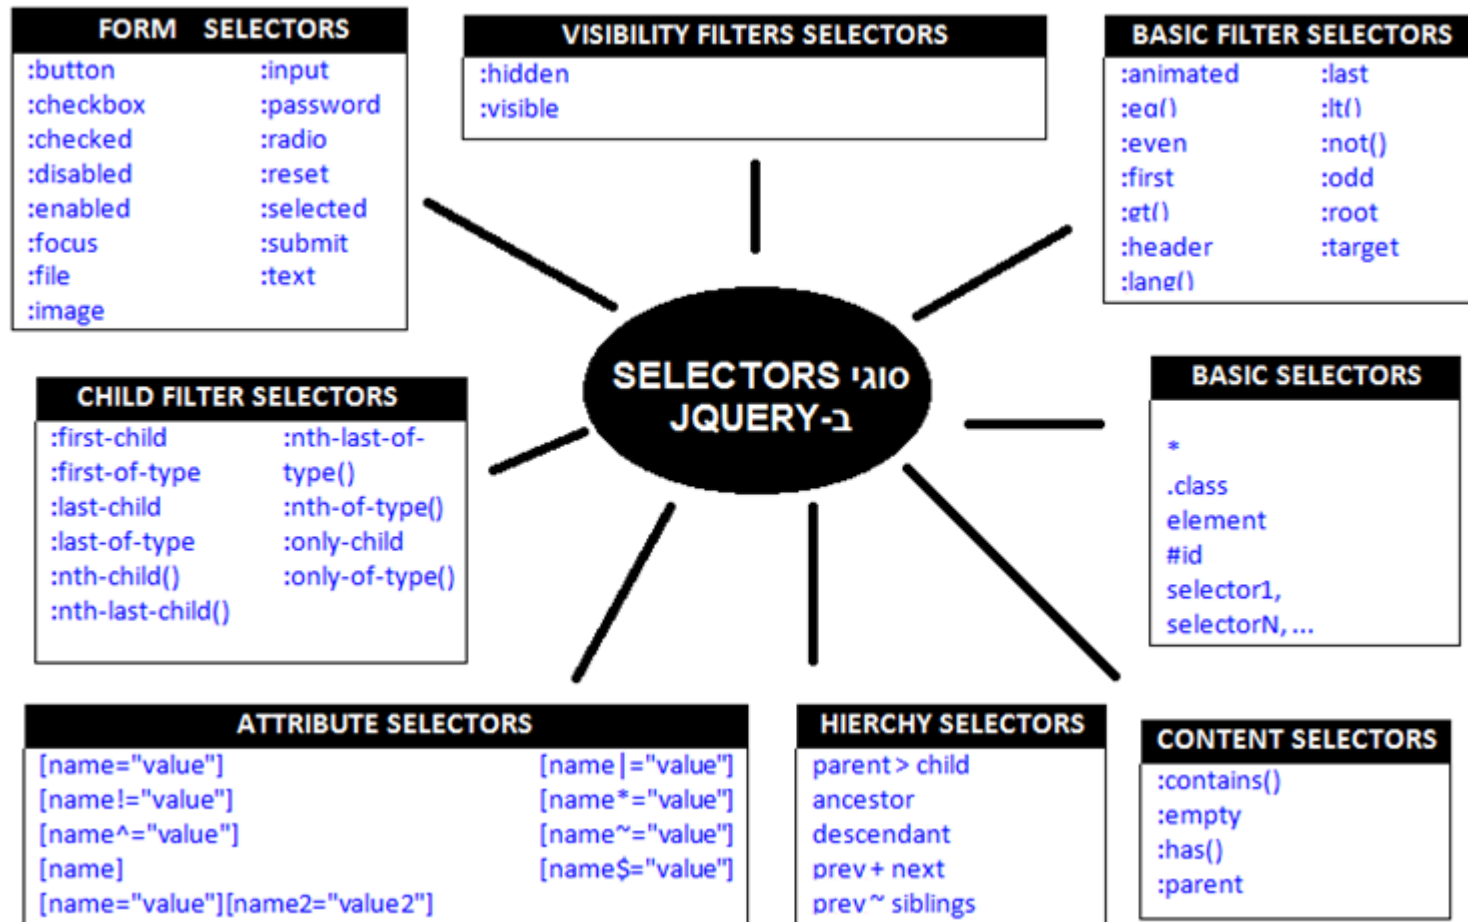 FORM SELECTORS
:button :input
:checkbox :password
:checked :radio
:disabled :reset
:enabled :selected
:focus :submit
:file :text
:image
VISIBILITY FILTERS SELECTORS
:hidden
:visible
BASIC FILTER SELECTORS
:animated :last
:eq() :lt()
:even :not()
:first :odd
:gt() :root
:header :target
:lang()
סוגי SELECTORS
ב-JQUERY
CHILD FILTER SELECTORS
:first-child :nth-last-of-
:first-of-type type()
:last-child :nth-of-type()
:last-of-type :only-child
:nth-child() :only-of-type()
:nth-last-child()
BASIC SELECTORS
*
.class
element
#id
selector1,
selectorN, ...
ATTRIBUTE SELECTORS
[name="value"] [name|="value"]
[name!="value"] [name*="value"]
[name^="value"] [name~="value"]
[name] [name$="value"]
[name="value"][name2="value2"]
HIERCHY SELECTORS
parent > child
ancestor
descendant
prev + next
prev ~ siblings
CONTENT SELECTORS
:contains()
:empty
:has()
:parent